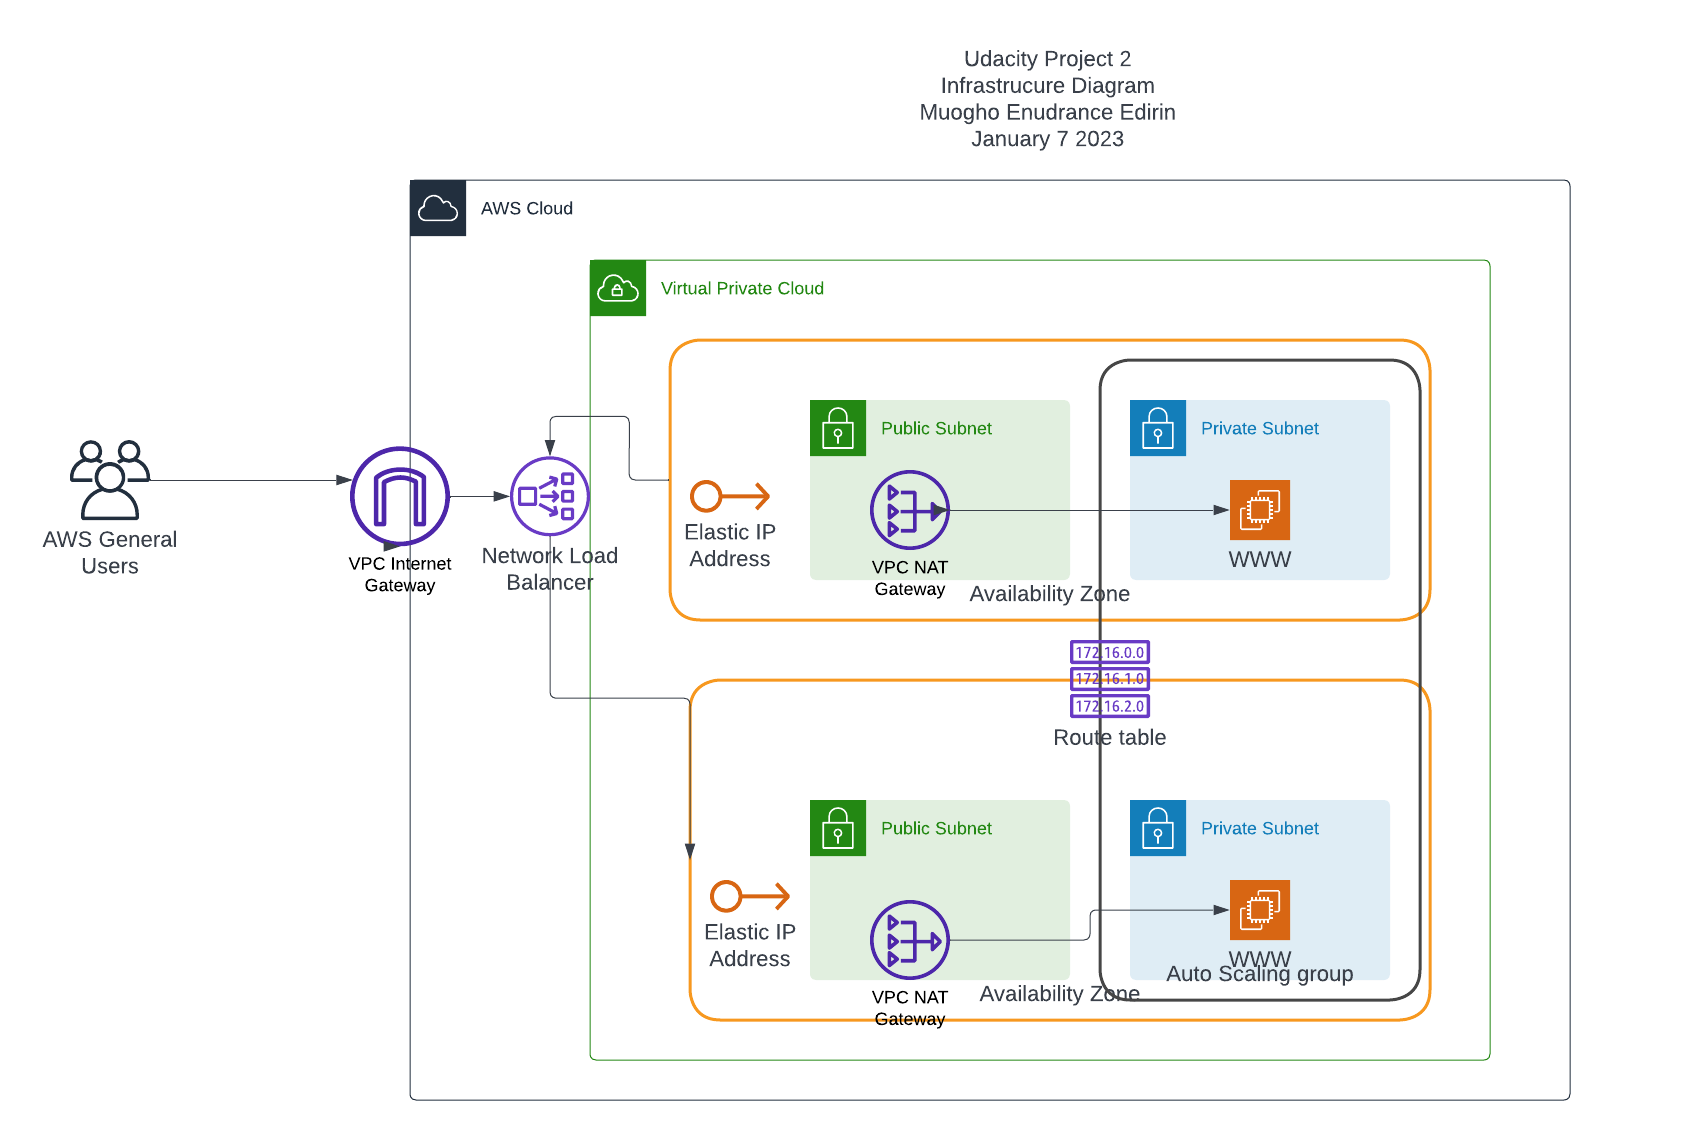 Udacity Project 2
Infrastrucure Diagram
Muogho Enudrance Edirin
January 7 2023
AWS Cloud
Virtual Private Cloud
Public Subnet
Private Subnet
AWS General
Users
VPC Internet
Gateway
Network Load
Balancer
Elastic IP
Address
VPC NAT
Gateway
WWW
Availability Zone
172.16.0.0
172.16.1.0
172.16.2.0
Route table
Public Subnet
Private Subnet
Elastic IP
Address
VPC NAT
Gateway
WWW
Auto Scaling group
Availability Zone